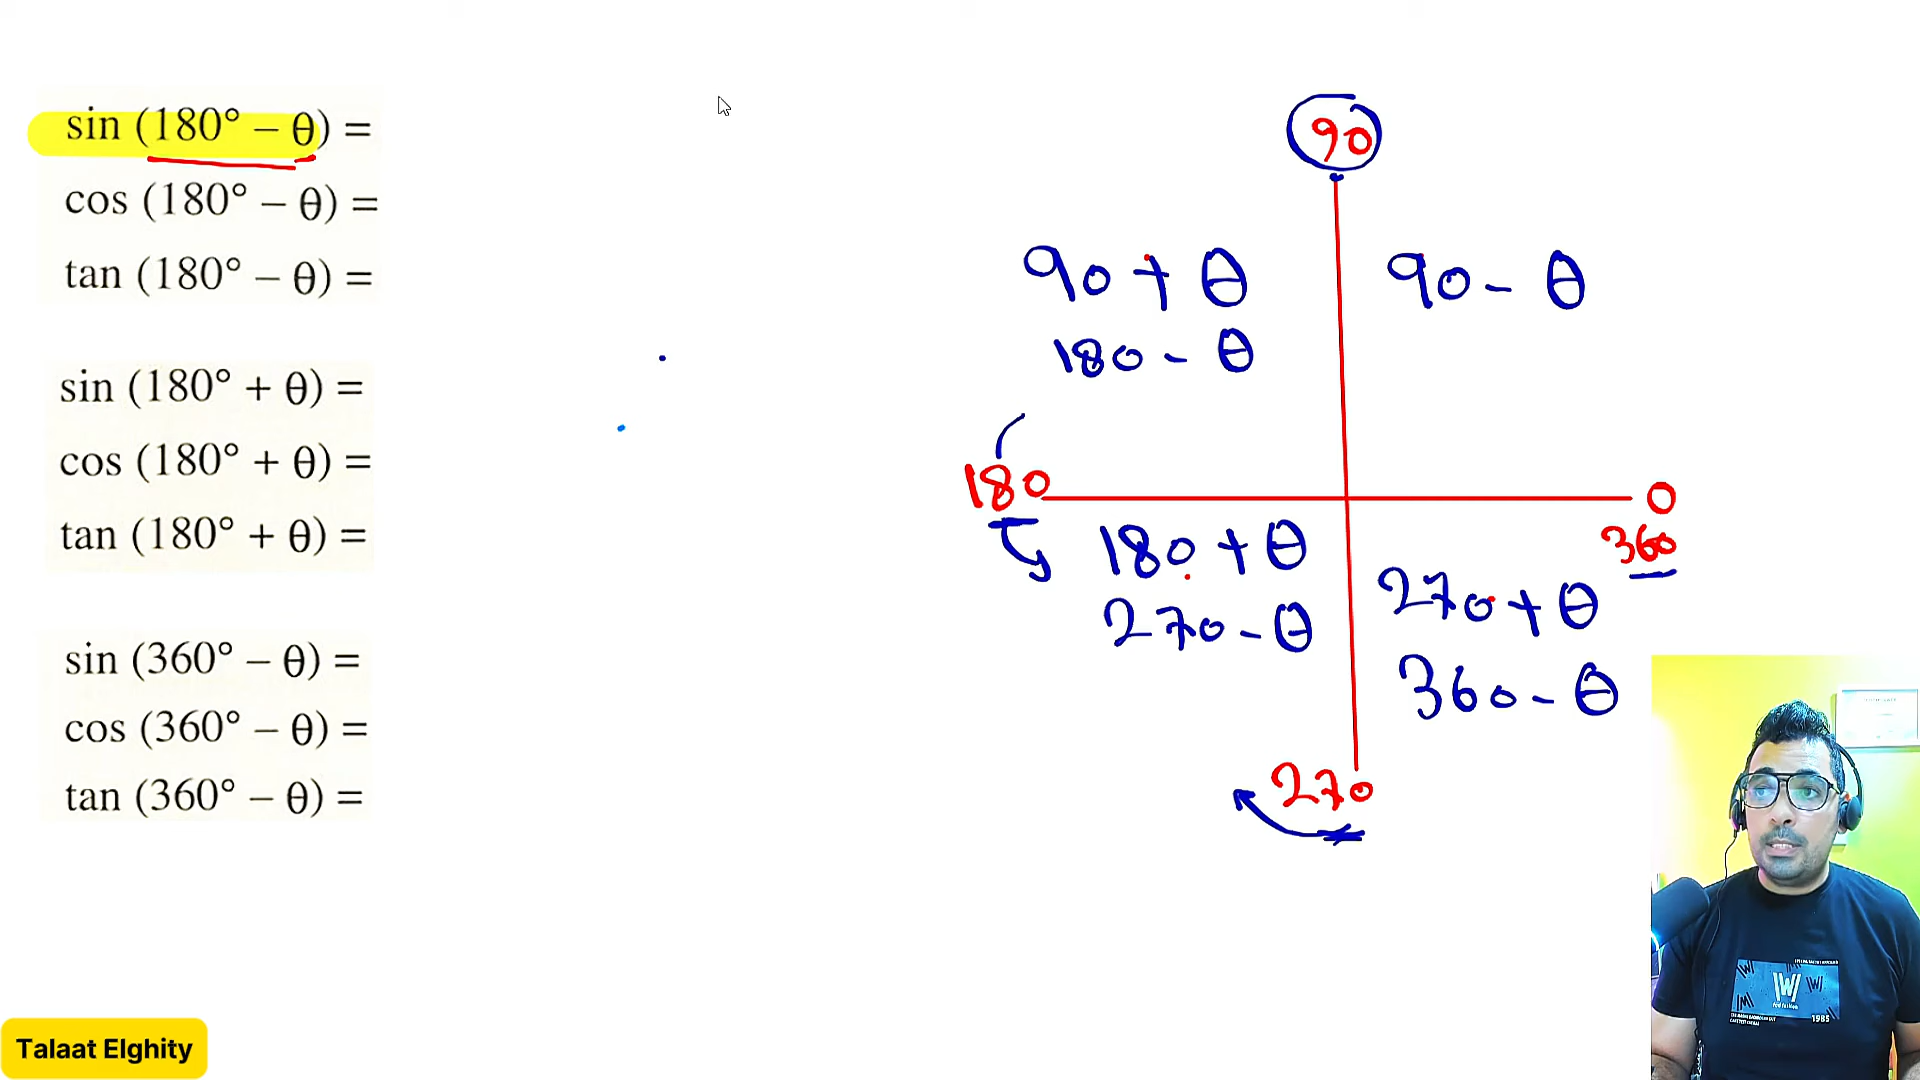 sin (180° – θ) =
cos (180° – θ) =
tan (180° – θ) =
sin (180° + θ) =
cos (180° + θ) =
tan (180° + θ) =
sin (360° – θ) =
cos (360° – θ) =
tan (360° – θ) =
90
90 + θ
90 - θ
180 - θ
180
0
360
180 + θ
270 + θ
270 - θ
360 - θ
270
1985
Talaat Elghity